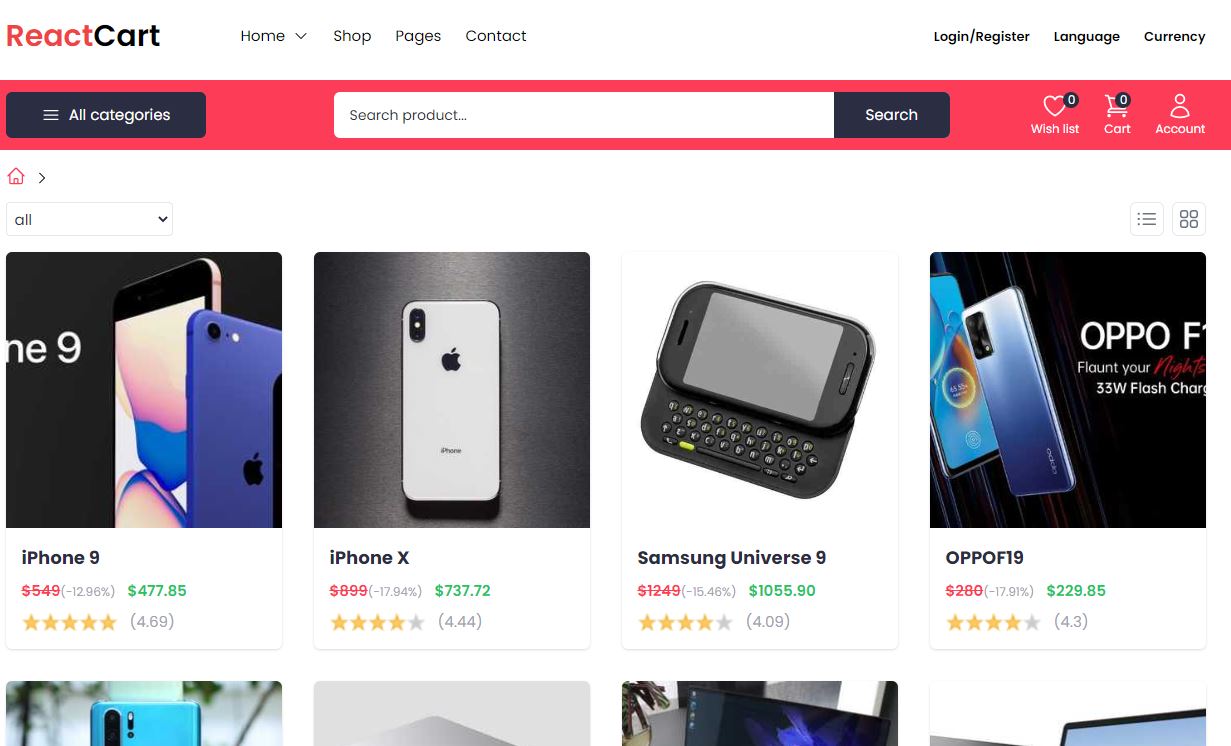 ReactCart
Home
Shop
Pages
Contact
Login/Register
Language
Currency
All categories
Search product...
Search
0
Wish list
0
Cart
Account
all
ne 9
iPhone
OPPO F1
Flaunt your Nights
33W Flash Charg
oppo
iPhone 9
$549(-12.96%) $477.85
(4.69)
iPhone X
$899(-17.94%) $737.72
(4.44)
Samsung Universe 9
$1249(-15.46%) $1055.90
(4.09)
OPPOF19
$280(-17.91%) $229.85
(4.3)